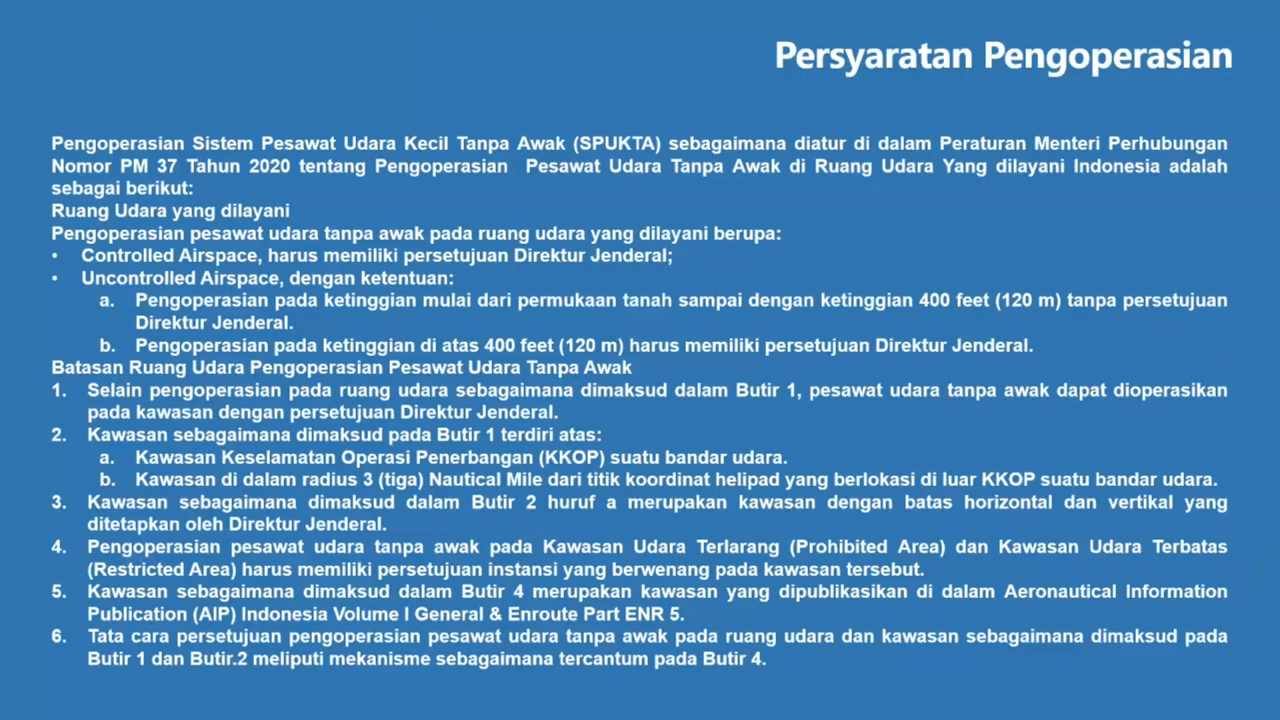 Persyaratan Pengoperasian
Pengoperasian Sistem Pesawat Udara Kecil Tanpa Awak (SPUKTA) sebagaimana diatur di dalam Peraturan Menteri Perhubungan
Nomor PM 37 Tahun 2020 tentang Pengoperasian Pesawat Udara Tanpa Awak di Ruang Udara Yang dilayani Indonesia adalah
sebagai berikut:
Ruang Udara yang dilayani
Pengoperasian pesawat udara tanpa awak pada ruang udara yang dilayani berupa:
• Controlled Airspace, harus memiliki persetujuan Direktur Jenderal;
• Uncontrolled Airspace, dengan ketentuan:
a. Pengoperasian pada ketinggian mulai dari permukaan tanah sampai dengan ketinggian 400 feet (120 m) tanpa persetujuan
Direktur Jenderal.
b. Pengoperasian pada ketinggian di atas 400 feet (120 m) harus memiliki persetujuan Direktur Jenderal.
Batasan Ruang Udara Pengoperasian Pesawat Udara Tanpa Awak
1. Selain pengoperasian pada ruang udara sebagaimana dimaksud dalam Butir 1, pesawat udara tanpa awak dapat dioperasikan
pada kawasan dengan persetujuan Direktur Jenderal.
2. Kawasan sebagaimana dimaksud pada Butir 1 terdiri atas:
a. Kawasan Keselamatan Operasi Penerbangan (KKOP) suatu bandar udara.
b. Kawasan di dalam radius 3 (tiga) Nautical Mile dari titik koordinat helipad yang berlokasi di luar KKOP suatu bandar udara.
3. Kawasan sebagaimana dimaksud dalam Butir 2 huruf a merupakan kawasan dengan batas horizontal dan vertikal yang
ditetapkan oleh Direktur Jenderal.
4. Pengoperasian pesawat udara tanpa awak pada Kawasan Udara Terlarang (Prohibited Area) dan Kawasan Udara Terbatas
(Restricted Area) harus memiliki persetujuan instansi yang berwenang pada kawasan tersebut.
5. Kawasan sebagaimana dimaksud dalam Butir 4 merupakan kawasan yang dipublikasikan di dalam Aeronautical Information
Publication (AIP) Indonesia Volume I General & Enroute Part ENR 5.
6. Tata cara persetujuan pengoperasian pesawat udara tanpa awak pada ruang udara dan kawasan sebagaimana dimaksud pada
Butir 1 dan Butir.2 meliputi mekanisme sebagaimana tercantum pada Butir 4.